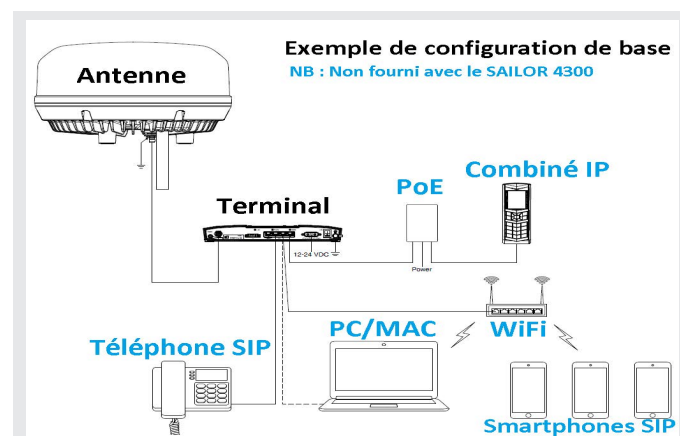 Exemple de configuration de base
NB : Non fourni avec le SAILOR 4300
Antenne
Combiné IP
PoE
Terminal
12-24 VDC
Power
PC/MAC
WiFi
Téléphone SIP
Smartphones SIP